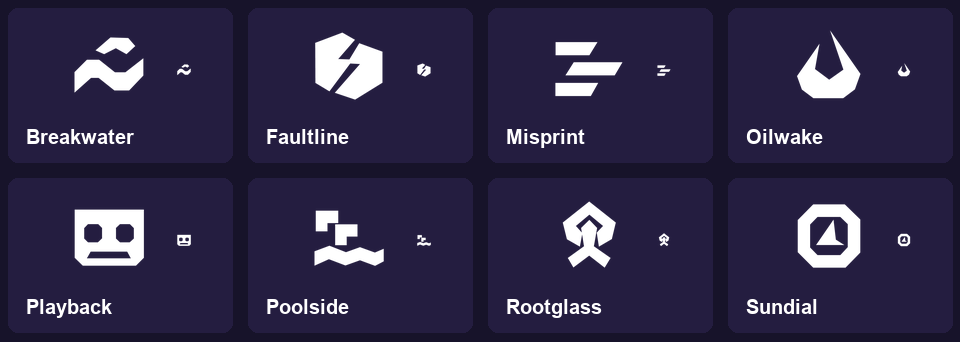 Breakwater
Faultline
Misprint
Oilwake
Playback
Poolside
Rootglass
Sundial